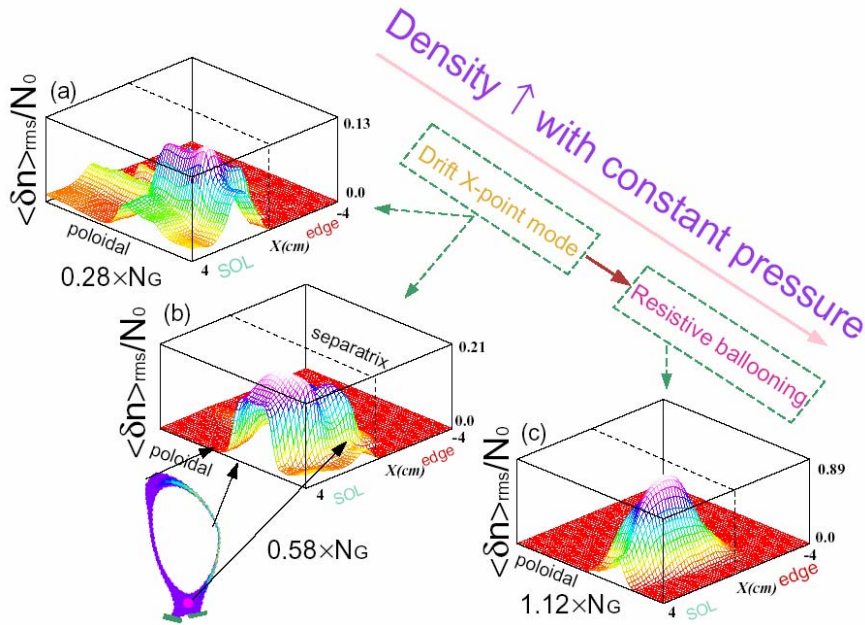 Density ↑ with constant pressure
Drift X-point mode
Resistive ballooning
(a)
<δn>rms/N0
0.13
0.0
-4
edge
X(cm)
SOL
4
poloidal
0.28×NG
(b)
<δn>rms/N0
separatrix
0.21
0.0
-4
edge
X(cm)
SOL
4
poloidal
0.58×NG
(c)
<δn>rms/N0
0.89
0.0
-4
edge
X(cm)
SOL
4
poloidal
1.12×NG